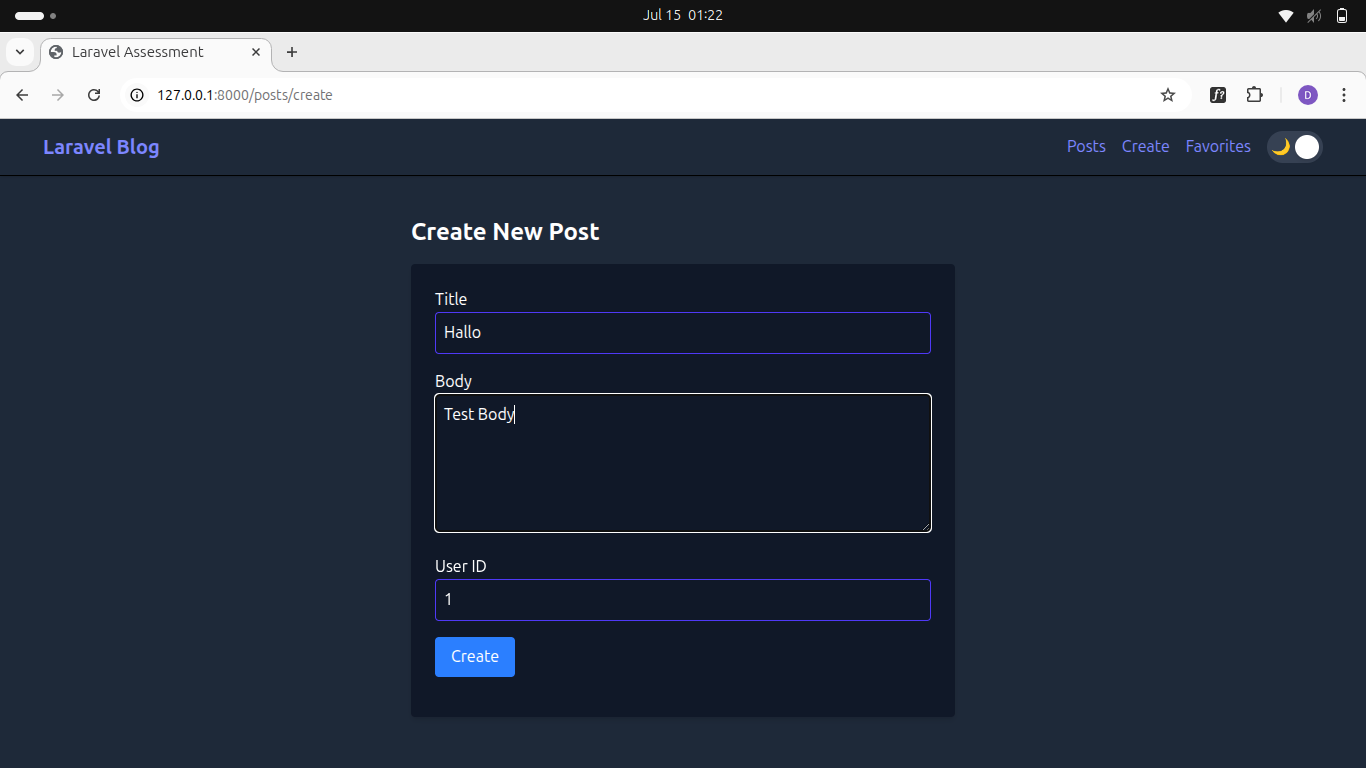 Jul 15 01:22
Laravel Assessment
127.0.0.1:8000/posts/create
f?
D
Laravel Blog
Posts Create Favorites
Create New Post
Title
Hallo
Body
Test Body
User ID
1
Create